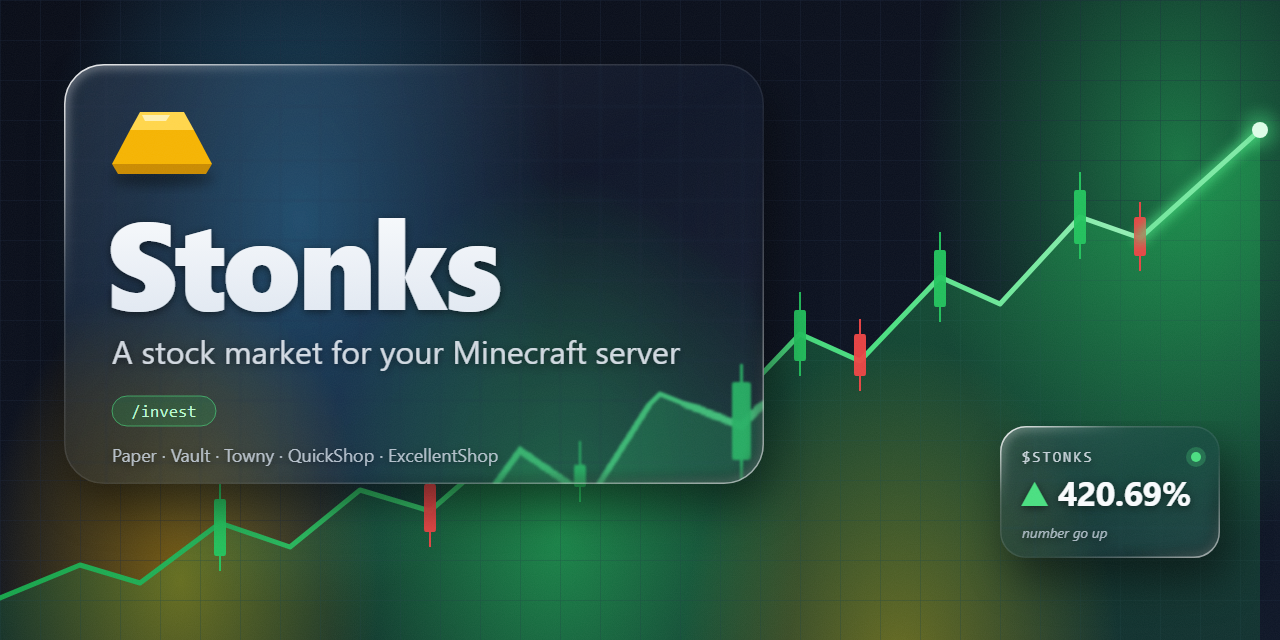 Stonks
A stock market for your Minecraft server
/invest
Paper · Vault · Towny · QuickShop · ExcellentShop
$STONKS
▲ 420.69%
number go up